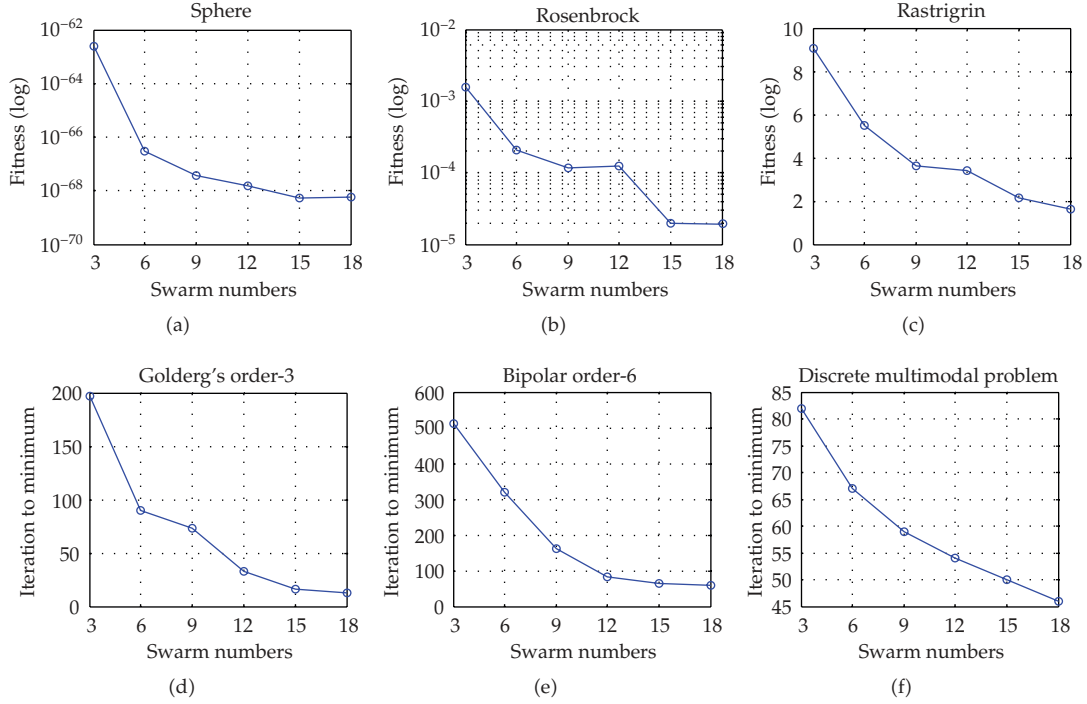 Sphere
Fitness (log)
10⁻⁶²
10⁻⁶⁴
10⁻⁶⁶
10⁻⁶⁸
10⁻⁷⁰
3 6 9 12 15 18
Swarm numbers
(a)
Rosenbrock
Fitness (log)
10⁻²
10⁻³
10⁻⁴
10⁻⁵
3 6 9 12 15 18
Swarm numbers
(b)
Rastrigrin
Fitness (log)
10
8
6
4
2
0
3 6 9 12 15 18
Swarm numbers
(c)
Golderg's order-3
Iteration to minimum
200
150
100
50
0
3 6 9 12 15 18
Swarm numbers
(d)
Bipolar order-6
Iteration to minimum
600
500
400
300
200
100
0
3 6 9 12 15 18
Swarm numbers
(e)
Discrete multimodal problem
Iteration to minimum
85
80
75
70
65
60
55
50
45
3 6 9 12 15 18
Swarm numbers
(f)